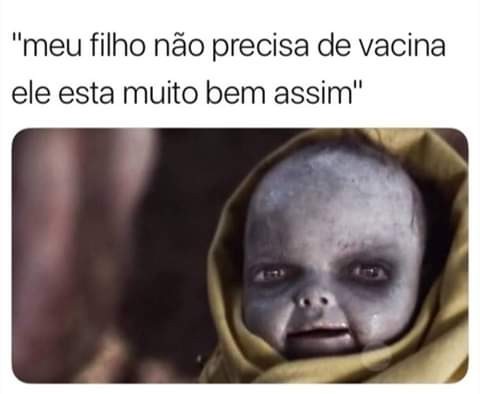 "meu filho não precisa de vacina
ele esta muito bem assim"